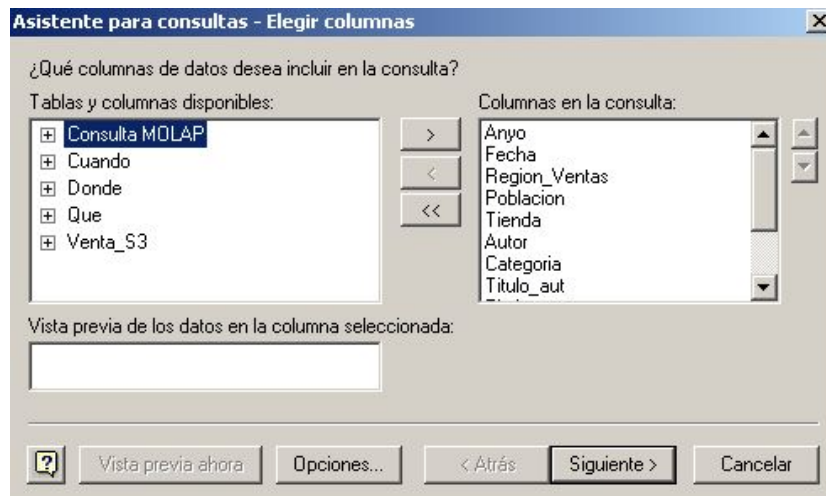 Asistente para consultas - Elegir columnas
¿Qué columnas de datos desea incluir en la consulta?
Tablas y columnas disponibles:
Columnas en la consulta:
Consulta MOLAP
Cuando
Donde
Que
Venta_S3
>
<
<<
Anyo
Fecha
Region_Ventas
Poblacion
Tienda
Autor
Categoria
Titulo_aut
Vista previa de los datos en la columna seleccionada:
Vista previa ahora
Opciones...
< Atrás
Siguiente >
Cancelar